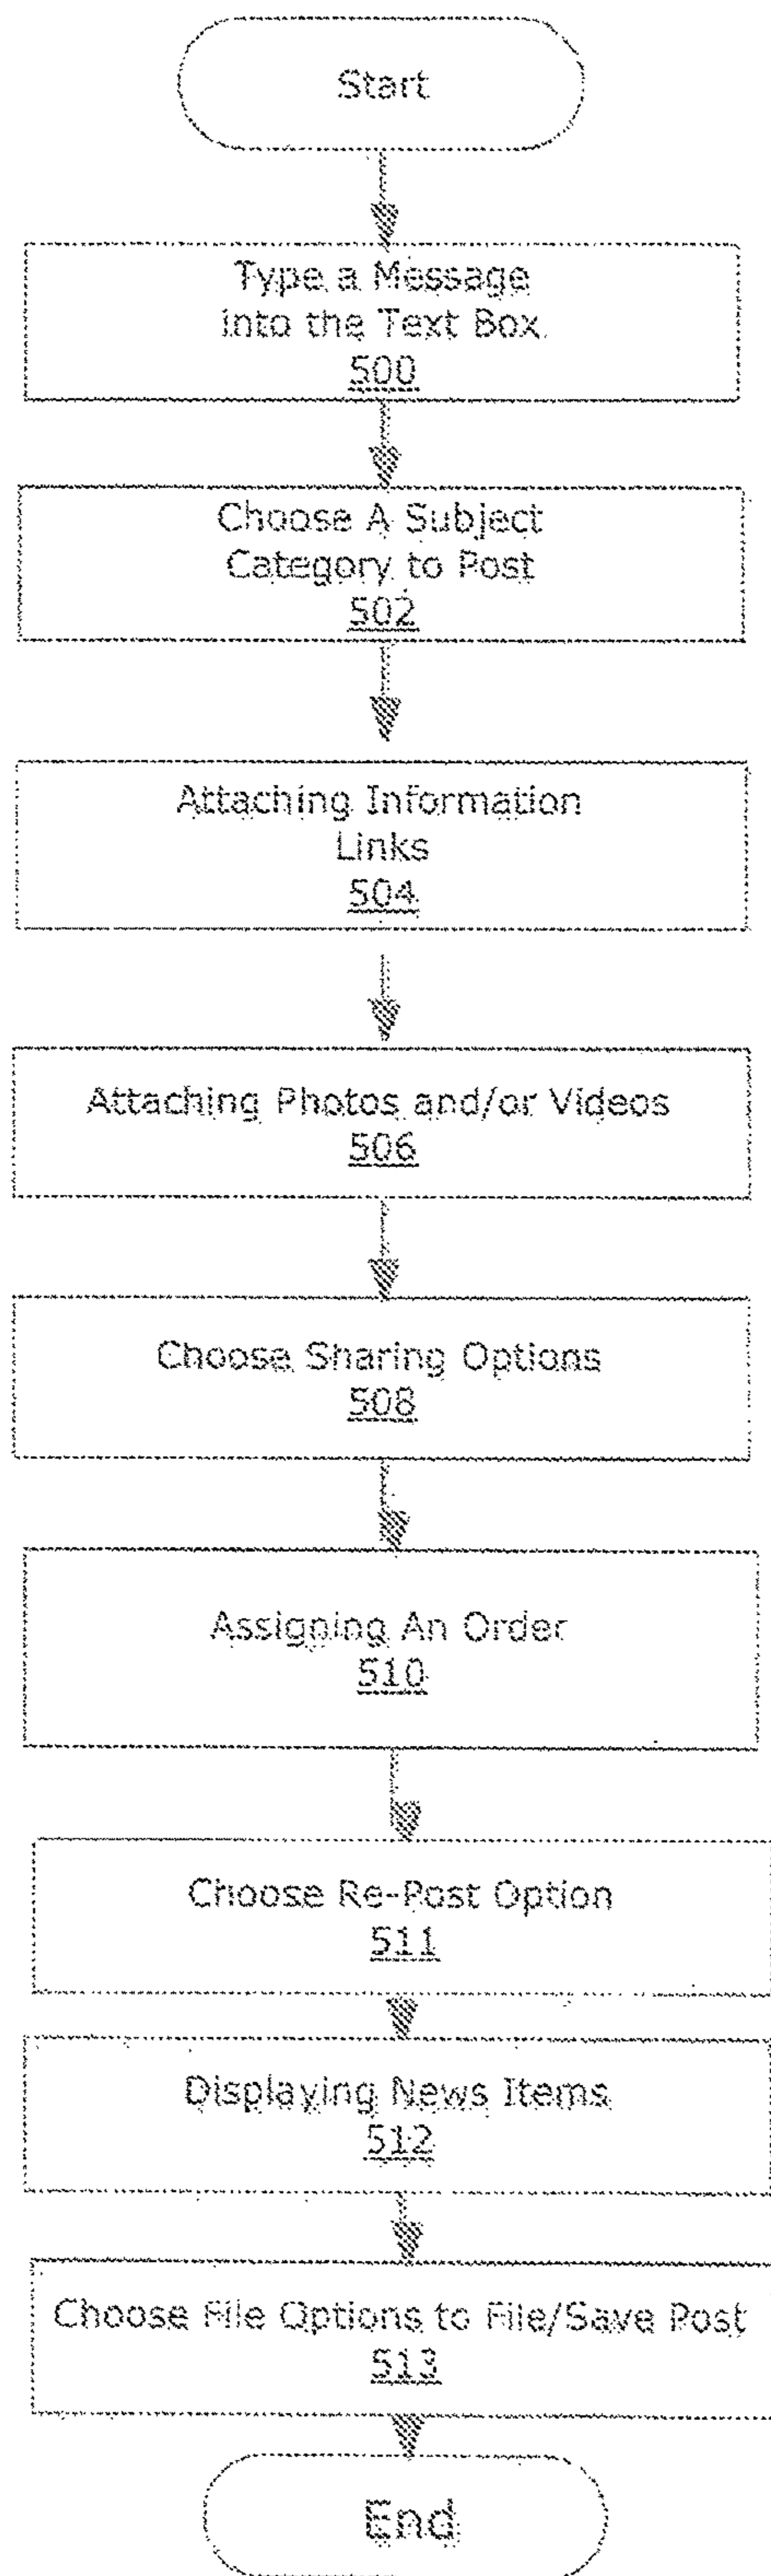 Start
Type a Message
into the Text Box
500
Choose A Subject
Category to Post
502
Attaching Information
Links
504
Attaching Photos and/or Videos
506
Choose Sharing Options
508
Assigning An Order
510
Choose Re-Post Option
511
Displaying News Items
512
Choose File Options to File/Save Post
513
End